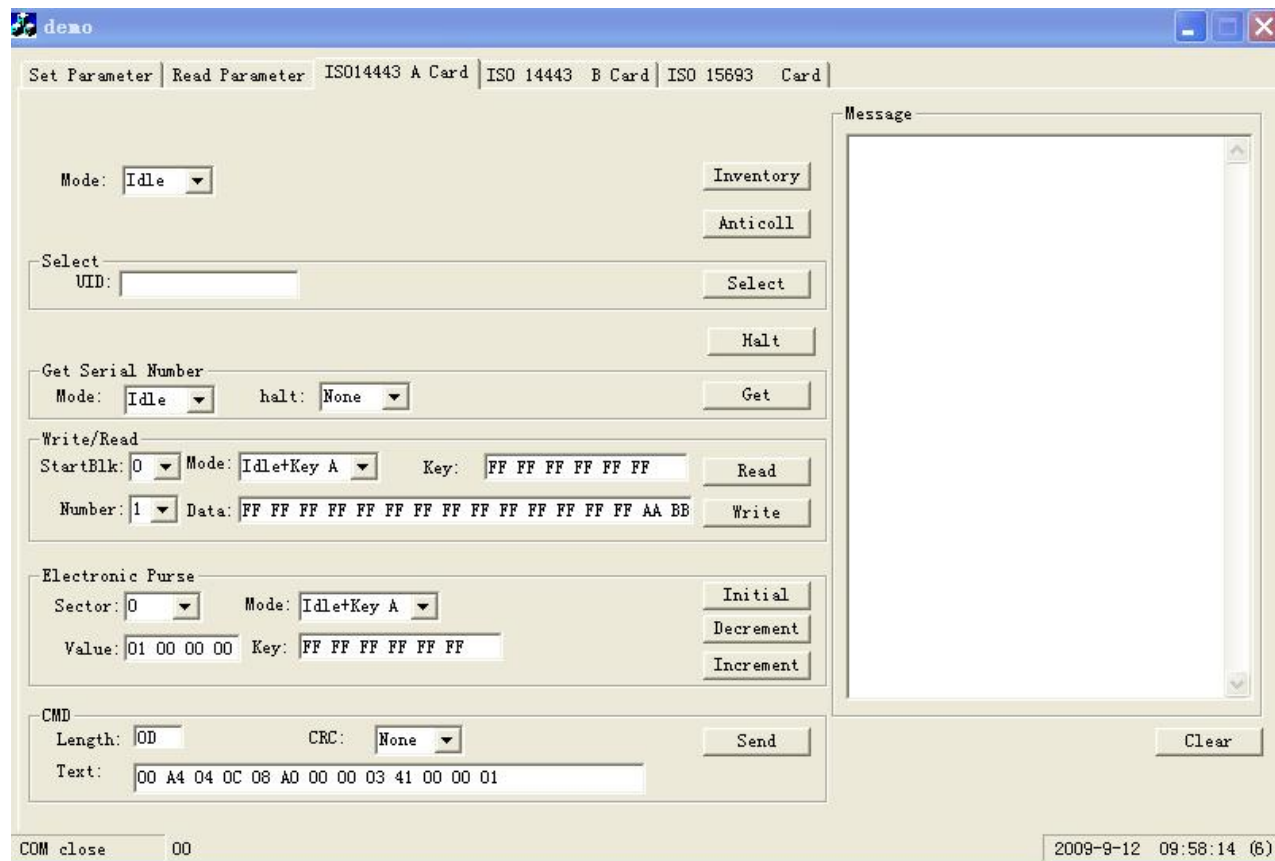 demo
Set Parameter Read Parameter ISO14443 A Card ISO 14443 B Card ISO 15693 Card
Message
Mode: Idle Inventory
Anticoll
Select
UID: Select
Halt
Get Serial Number
Mode: Idle halt: None Get
Write/Read
StartBlk: 0 Mode: Idle+Key A Key: FF FF FF FF FF FF Read
Number: 1 Data: FF FF FF FF FF FF FF FF FF FF FF FF FF FF AA BB Write
Electronic Purse
Sector: 0 Mode: Idle+Key A Initial
Decrement
Value: 01 00 00 00 Key: FF FF FF FF FF FF
Increment
CMD
Length: 0D CRC: None Send Clear
Text: 00 A4 04 0C 08 A0 00 00 03 41 00 00 01
COM close 00 2009-9-12 09:58:14 (6)